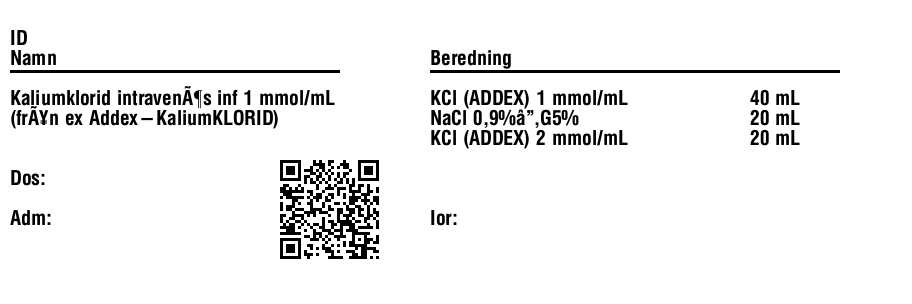 ID
Namn
Beredning
Kaliumklorid intravenÃ¶s inf 1 mmol/mL
(frÃ¥n ex Addex–KaliumKLORID)
KCl (ADDEX) 1 mmol/mL 40 mL
NaCl 0,9%â”‚G5% 20 mL
KCl (ADDEX) 2 mmol/mL 20 mL
Dos:
Adm:
Ior: